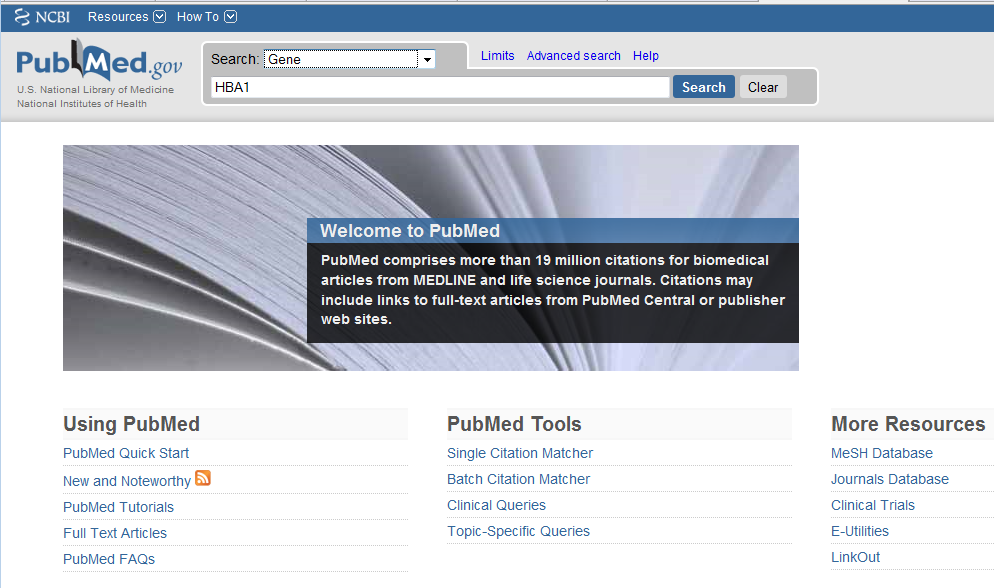 NCBI Resources How To
PubMed.gov
U.S. National Library of Medicine
National Institutes of Health
Search: Gene
Limits Advanced search Help
HBA1
Search Clear
Welcome to PubMed
PubMed comprises more than 19 million citations for biomedical
articles from MEDLINE and life science journals. Citations may
include links to full-text articles from PubMed Central or publisher
web sites.
Using PubMed
PubMed Quick Start
New and Noteworthy
PubMed Tutorials
Full Text Articles
PubMed FAQs
PubMed Tools
Single Citation Matcher
Batch Citation Matcher
Clinical Queries
Topic-Specific Queries
More Resources
MeSH Database
Journals Database
Clinical Trials
E-Utilities
LinkOut